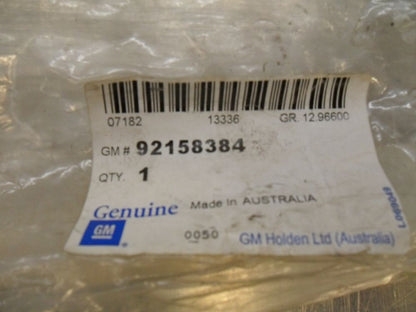 07182 13336 GR. 12.96600
GM # 92158384
QTY. 1
Genuine Made In AUSTRALIA
GM 0050 GM Holden Ltd (Australia)